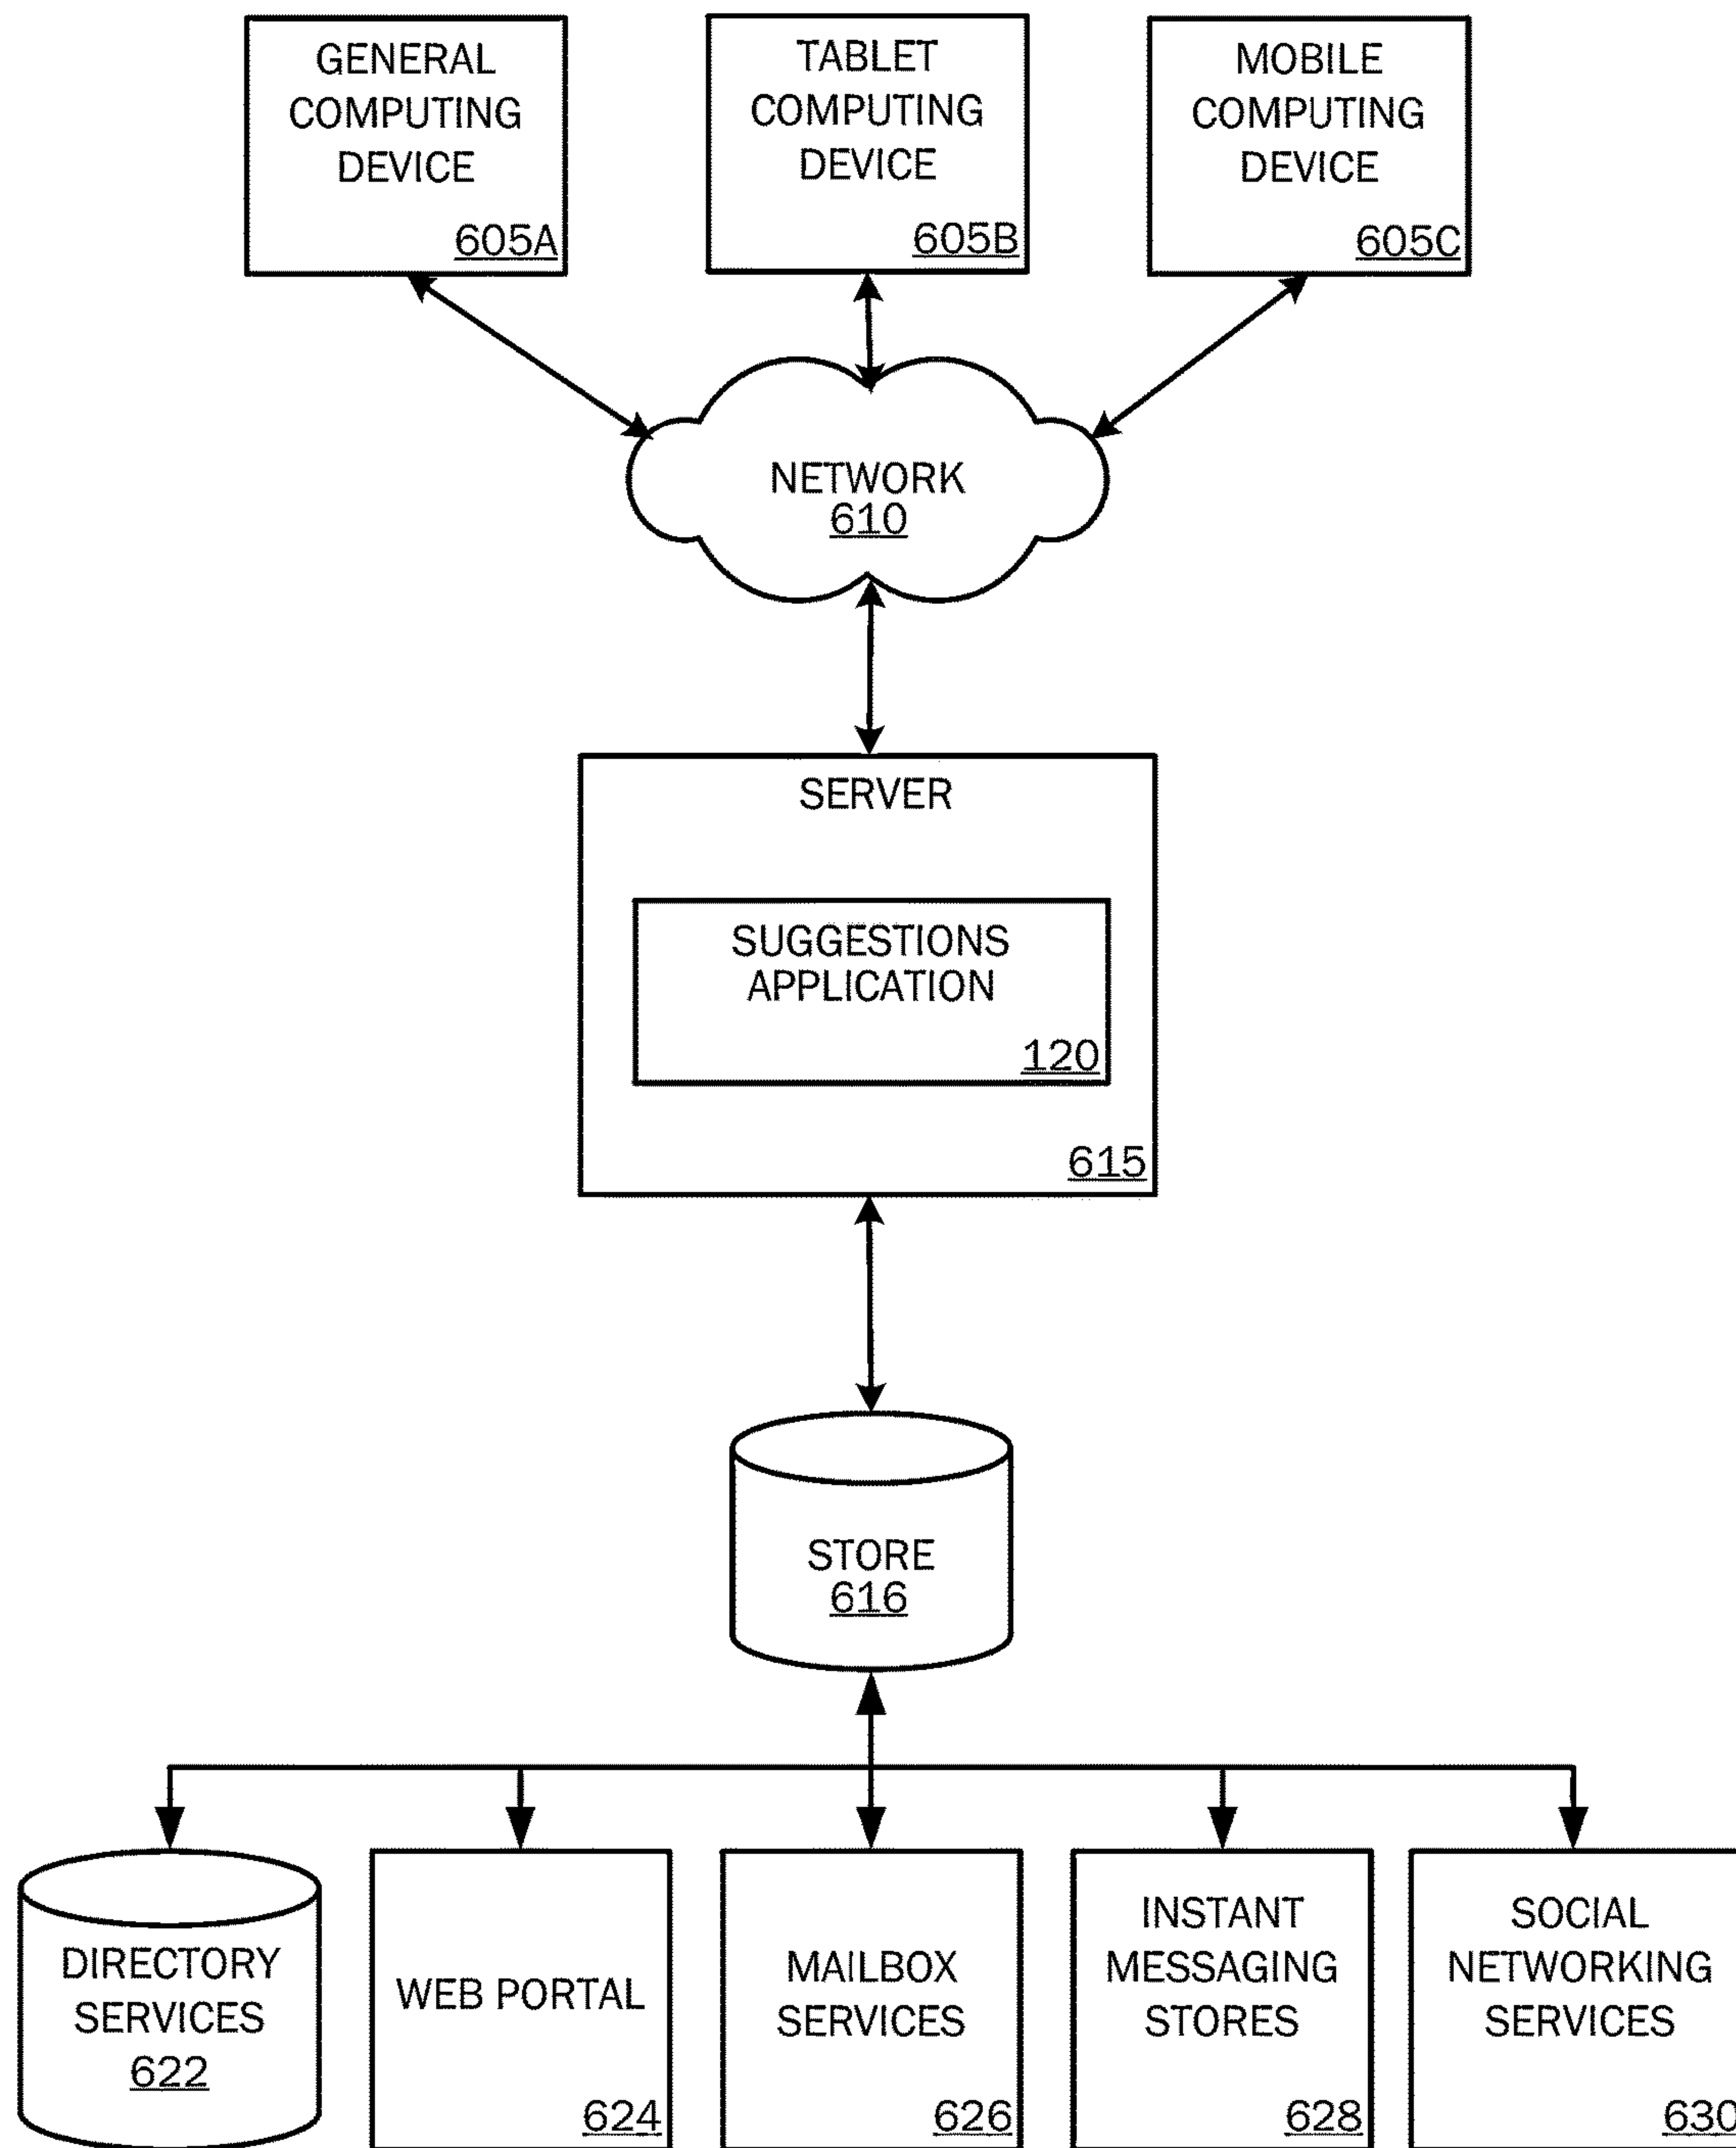 GENERAL
COMPUTING
DEVICE
605A
TABLET
COMPUTING
DEVICE
605B
MOBILE
COMPUTING
DEVICE
605C
NETWORK
610
SERVER
SUGGESTIONS
APPLICATION
120
615
STORE
616
DIRECTORY
SERVICES
622
WEB PORTAL
624
MAILBOX
SERVICES
626
INSTANT
MESSAGING
STORES
628
SOCIAL
NETWORKING
SERVICES
630